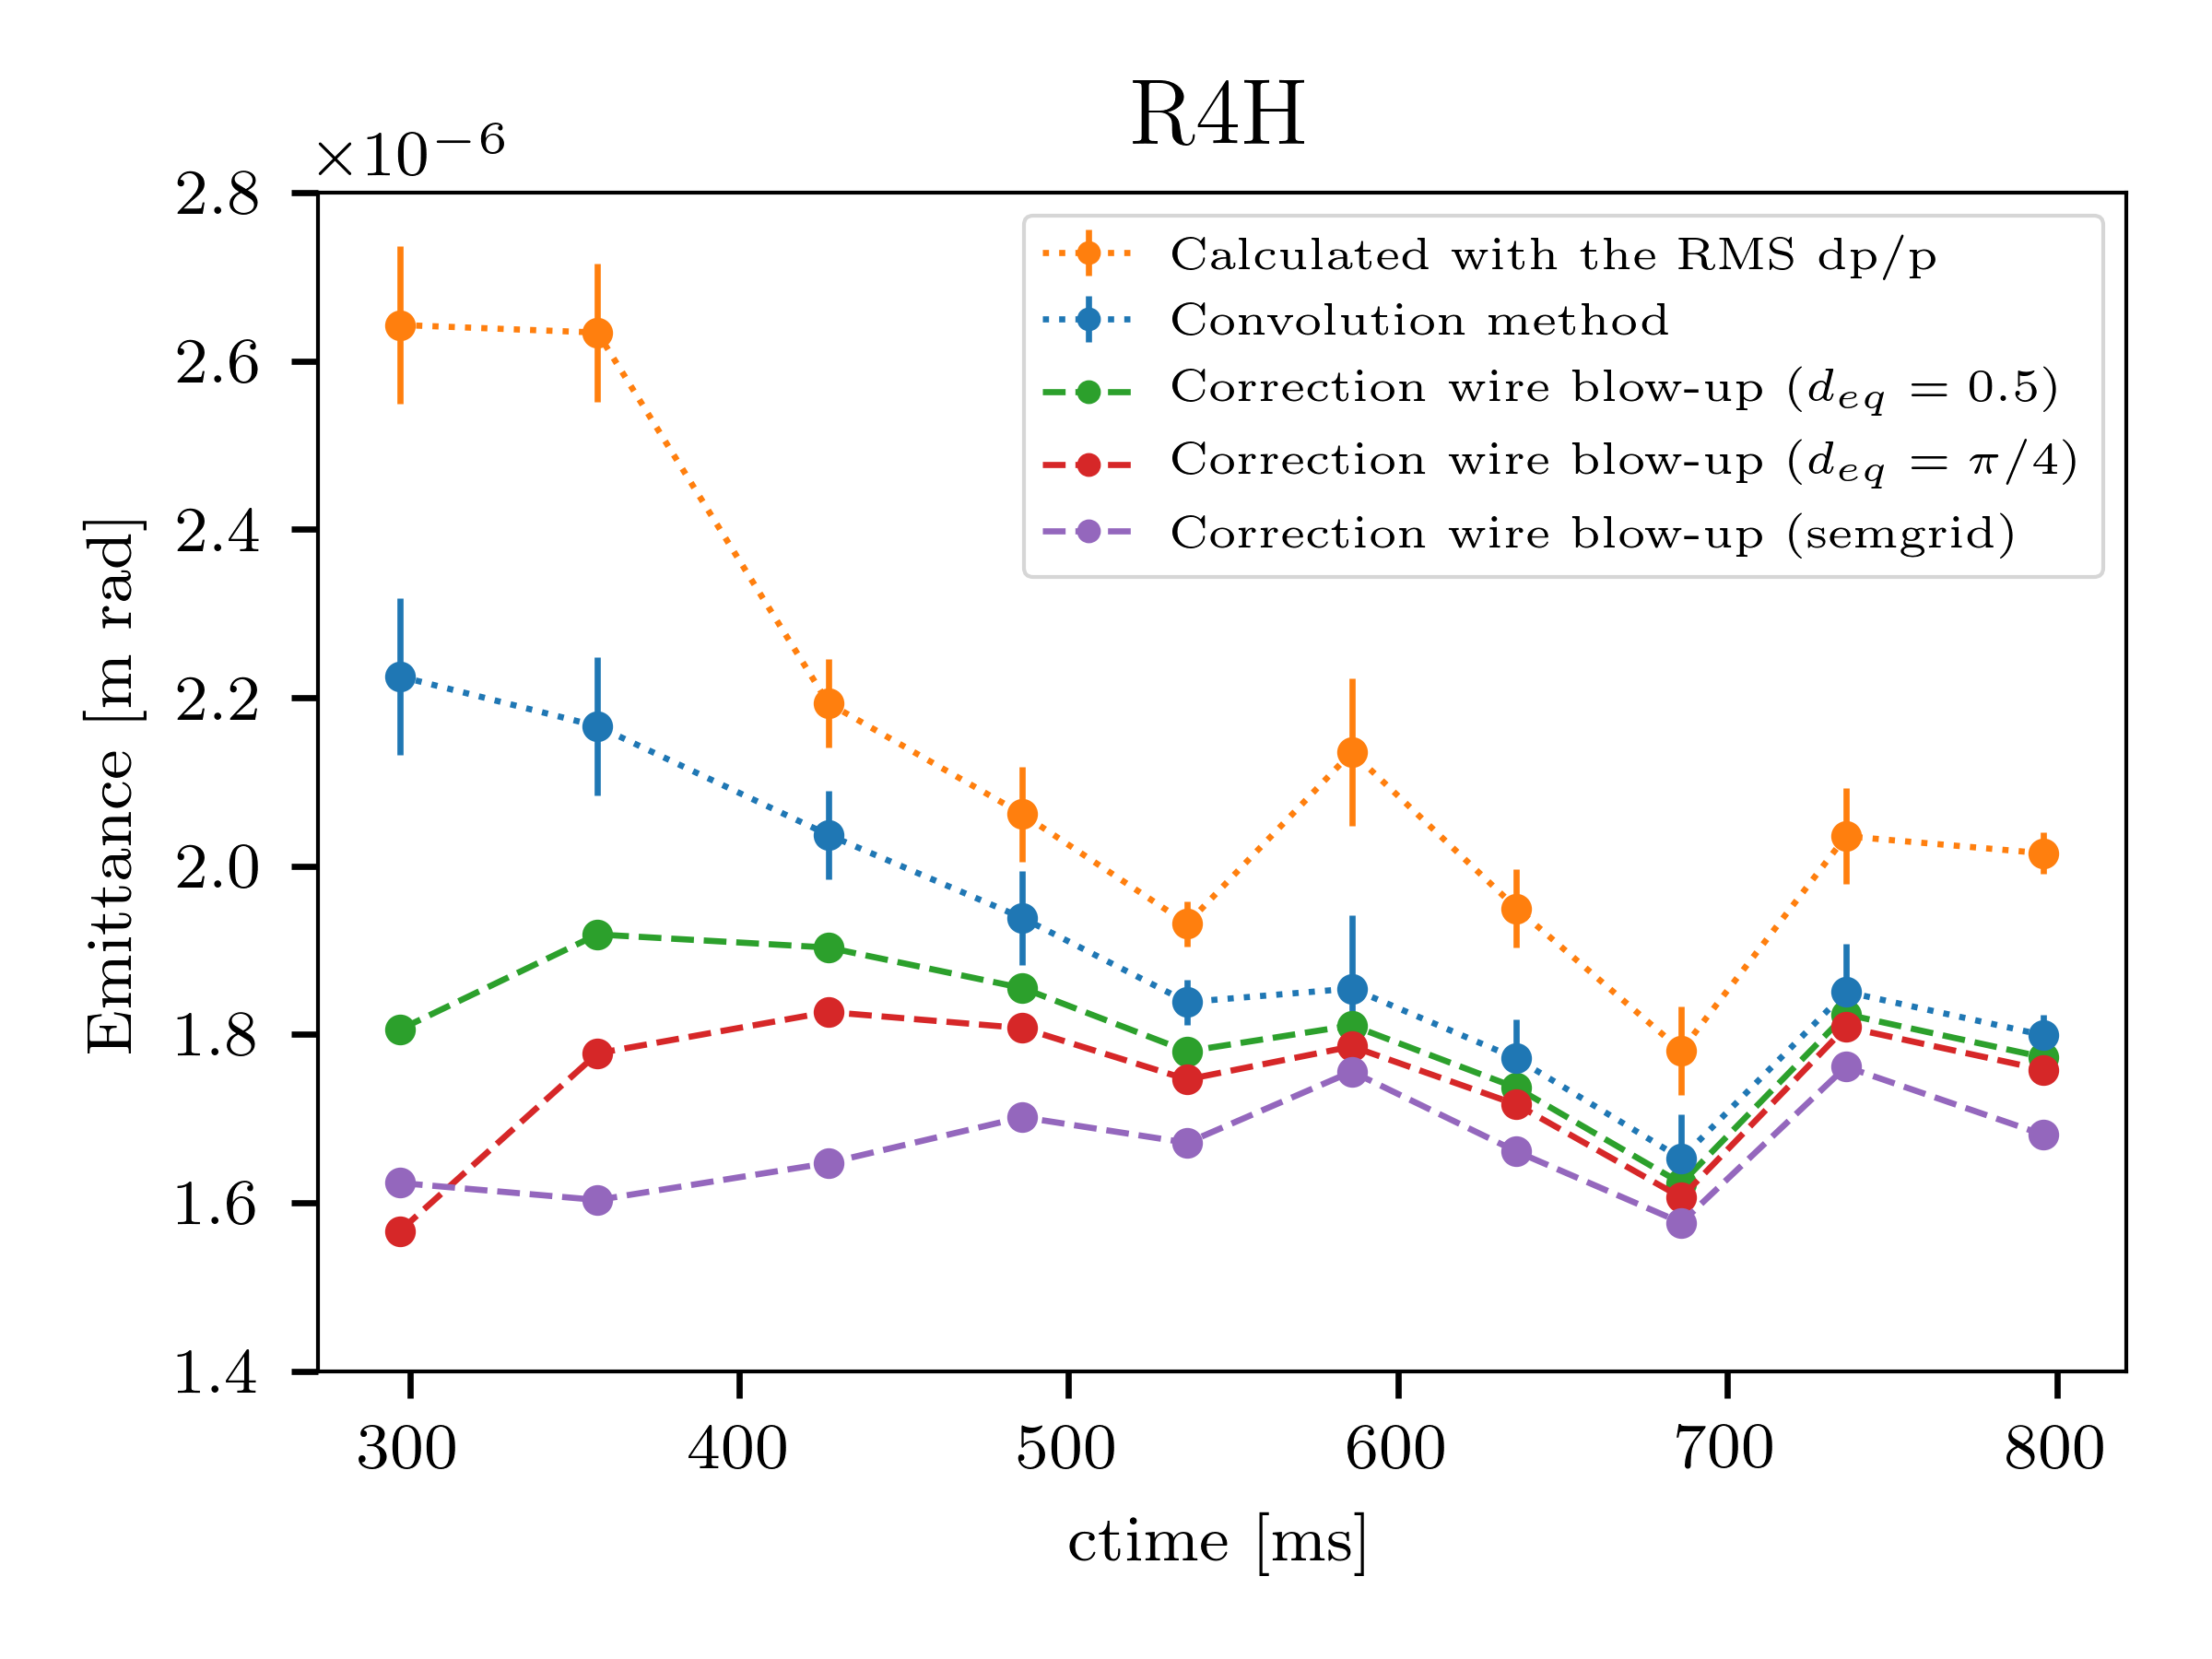 R4H
×10⁻⁶
2.8
2.6
2.4
2.2
2.0
1.8
1.6
1.4
Emittance [m rad]
Calculated with the RMS dp/p
Convolution method
Correction wire blow-up (d_eq = 0.5)
Correction wire blow-up (d_eq = π/4)
Correction wire blow-up (semgrid)
300 400 500 600 700 800
ctime [ms]